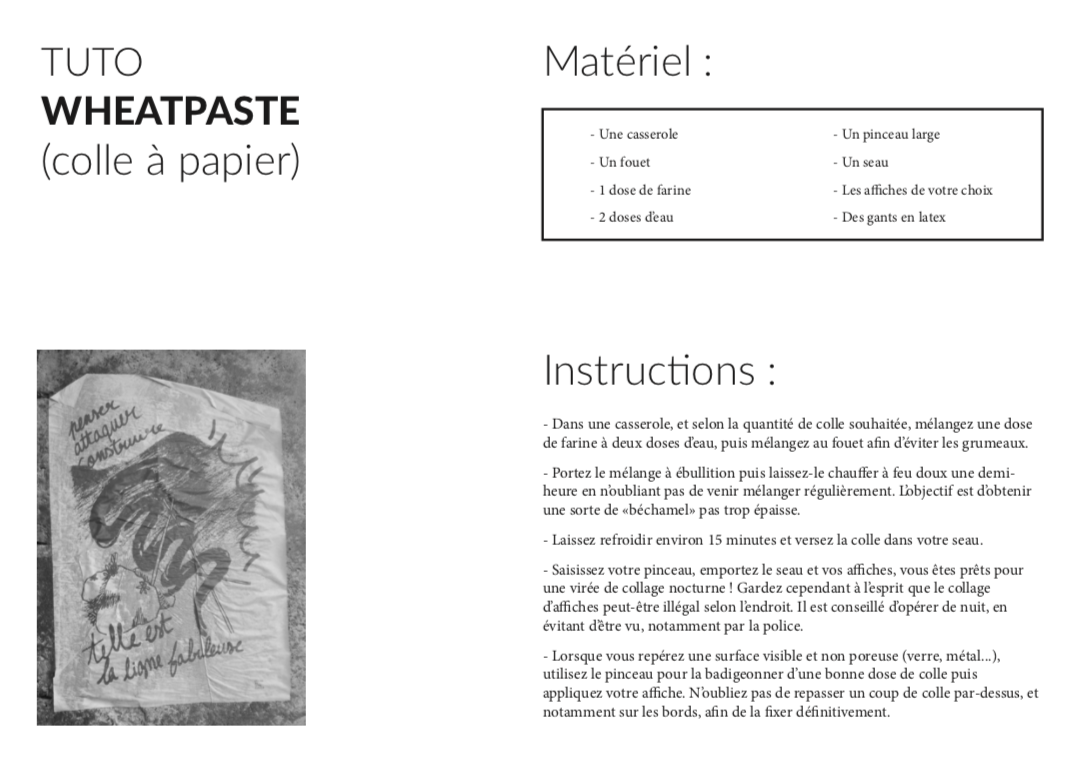 TUTO
WHEATPASTE
(colle à papier)
penser
attaquer
construire
telle est
la ligne fabuleuse
Matériel :
- Une casserole
- Un fouet
- 1 dose de farine
- 2 doses d'eau
- Un pinceau large
- Un seau
- Les affiches de votre choix
- Des gants en latex
Instructions :
- Dans une casserole, et selon la quantité de colle souhaitée, mélangez une dose
de farine à deux doses d'eau, puis mélangez au fouet afin d'éviter les grumeaux.
- Portez le mélange à ébullition puis laissez-le chauffer à feu doux une demi-
heure en n'oubliant pas de venir mélanger régulièrement. L'objectif est d'obtenir
une sorte de «béchamel» pas trop épaisse.
- Laissez refroidir environ 15 minutes et versez la colle dans votre seau.
- Saisissez votre pinceau, emportez le seau et vos affiches, vous êtes prêts pour
une virée de collage nocturne ! Gardez cependant à l'esprit que le collage
d'affiches peut-être illégal selon l'endroit. Il est conseillé d'opérer de nuit, en
évitant d'être vu, notamment par la police.
- Lorsque vous repérez une surface visible et non poreuse (verre, métal...),
utilisez le pinceau pour la badigeonner d'une bonne dose de colle puis
appliquez votre affiche. N'oubliez pas de repasser un coup de colle par-dessus, et
notamment sur les bords, afin de la fixer définitivement.